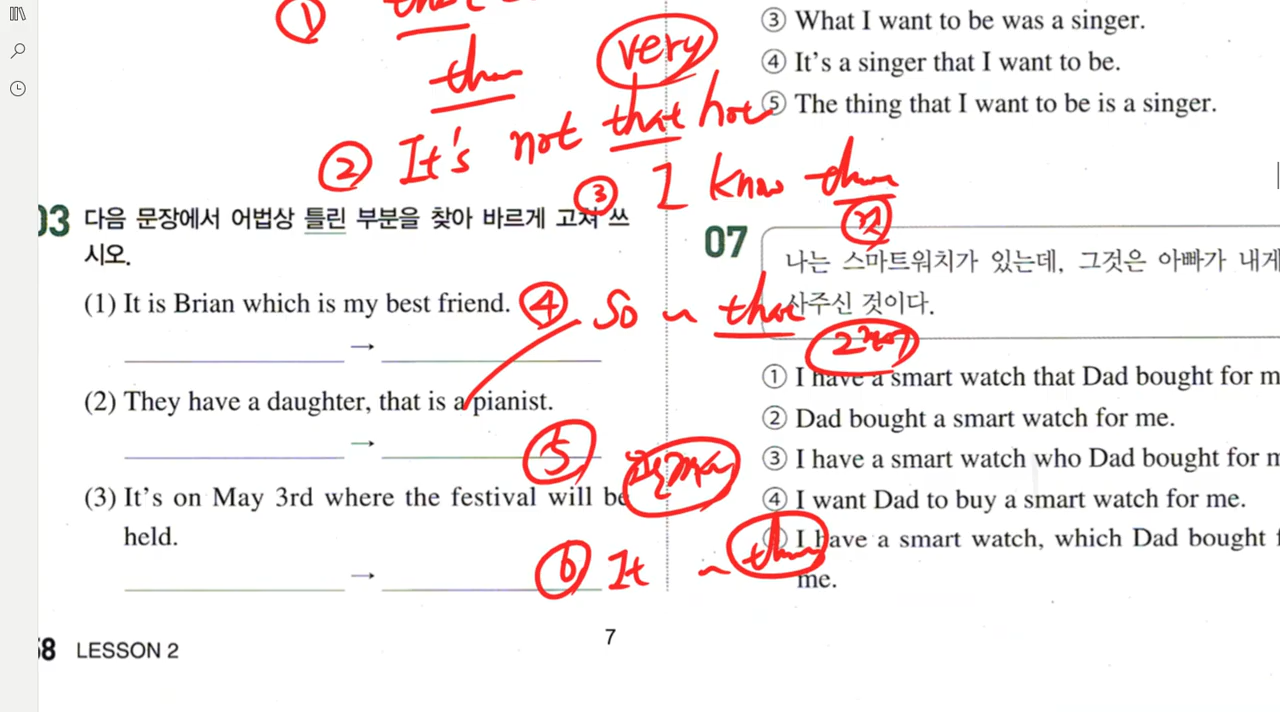 ①
very
② It's not that hot
③ I know that
03 다음 문장에서 어법상 틀린 부분을 찾아 바르게 고쳐 쓰
시오.
(1) It is Brian which is my best friend.
→
④ So ~ that
(2) They have a daughter, that is a pianist.
→
⑤
(3) It's on May 3rd where the festival will be
held.
→
⑥ It ~ that
58 LESSON 2
7
③ What I want to be was a singer.
④ It's a singer that I want to be.
⑤ The thing that I want to be is a singer.
07
나는 스마트워치가 있는데, 그것은 아빠가 내게
사주신 것이다.
① I have a smart watch that Dad bought for m
② Dad bought a smart watch for me.
③ I have a smart watch who Dad bought for m
④ I want Dad to buy a smart watch for me.
I have a smart watch, which Dad bought f
me.